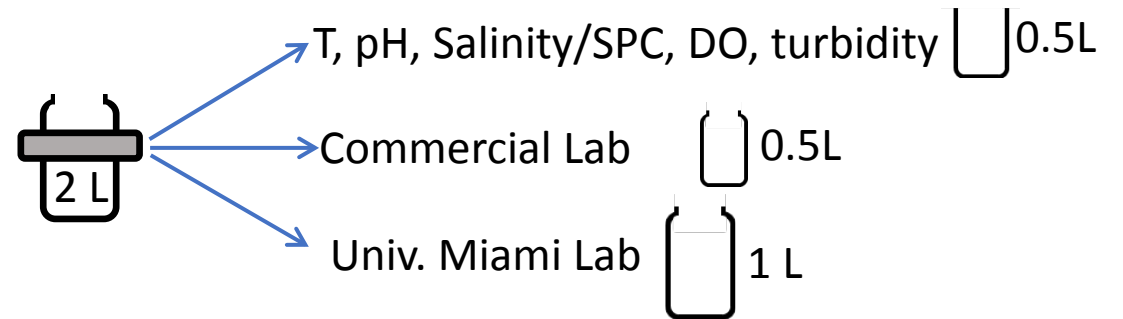 T, pH, Salinity/SPC, DO, turbidity 0.5L
2 L
Commercial Lab 0.5L
Univ. Miami Lab 1 L